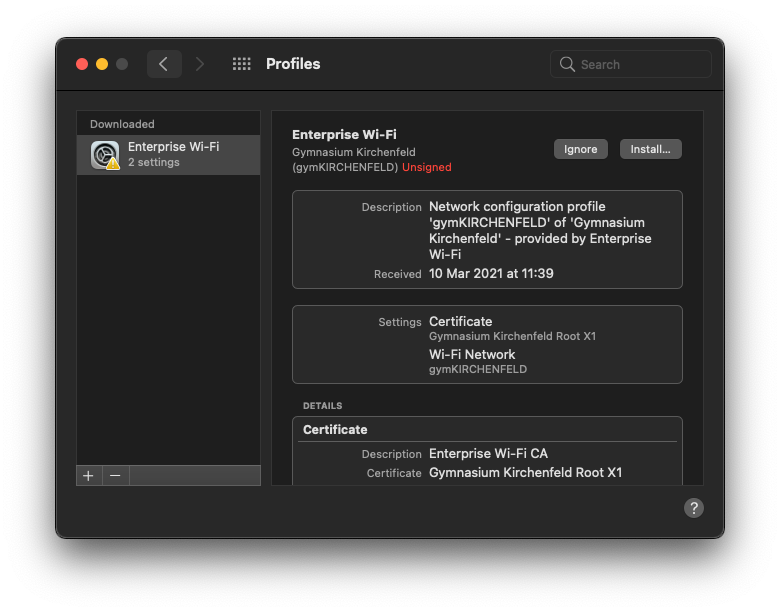 Profiles
Search
Downloaded
Enterprise Wi-Fi
2 settings
Enterprise Wi-Fi
Gymnasium Kirchenfeld
(gymKIRCHENFELD) Unsigned
Ignore
Install...
Description Network configuration profile
'gymKIRCHENFELD' of 'Gymnasium
Kirchenfeld' - provided by Enterprise
Wi-Fi
Received 10 Mar 2021 at 11:39
Settings Certificate
Gymnasium Kirchenfeld Root X1
Wi-Fi Network
gymKIRCHENFELD
DETAILS
Certificate
Description Enterprise Wi-Fi CA
Certificate Gymnasium Kirchenfeld Root X1
+ −
?